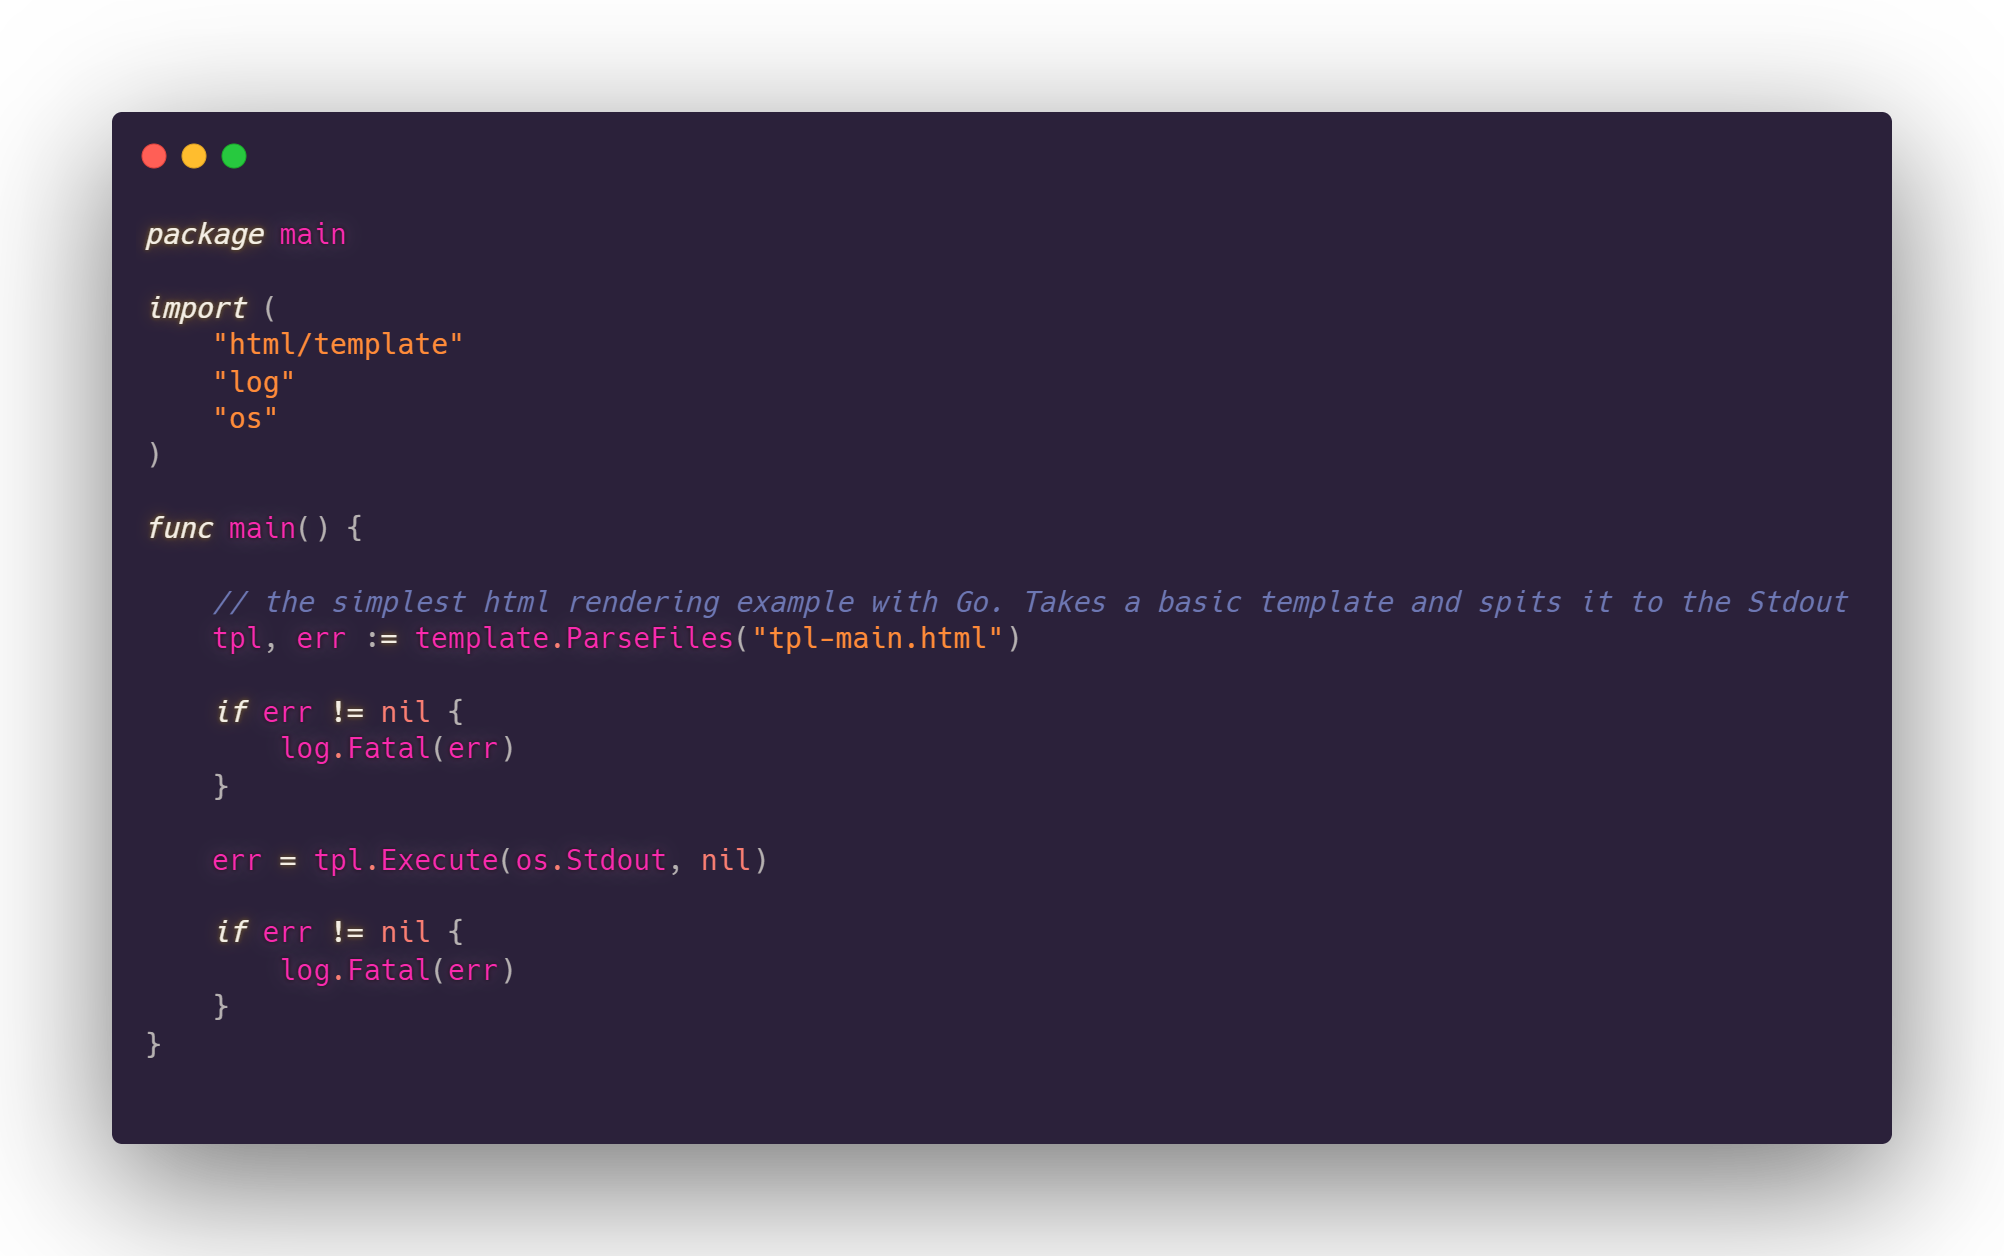 package main

import (
    "html/template"
    "log"
    "os"
)

func main() {

    // the simplest html rendering example with Go. Takes a basic template and spits it to the Stdout
    tpl, err := template.ParseFiles("tpl-main.html")

    if err != nil {
        log.Fatal(err)
    }

    err = tpl.Execute(os.Stdout, nil)

    if err != nil {
        log.Fatal(err)
    }
}